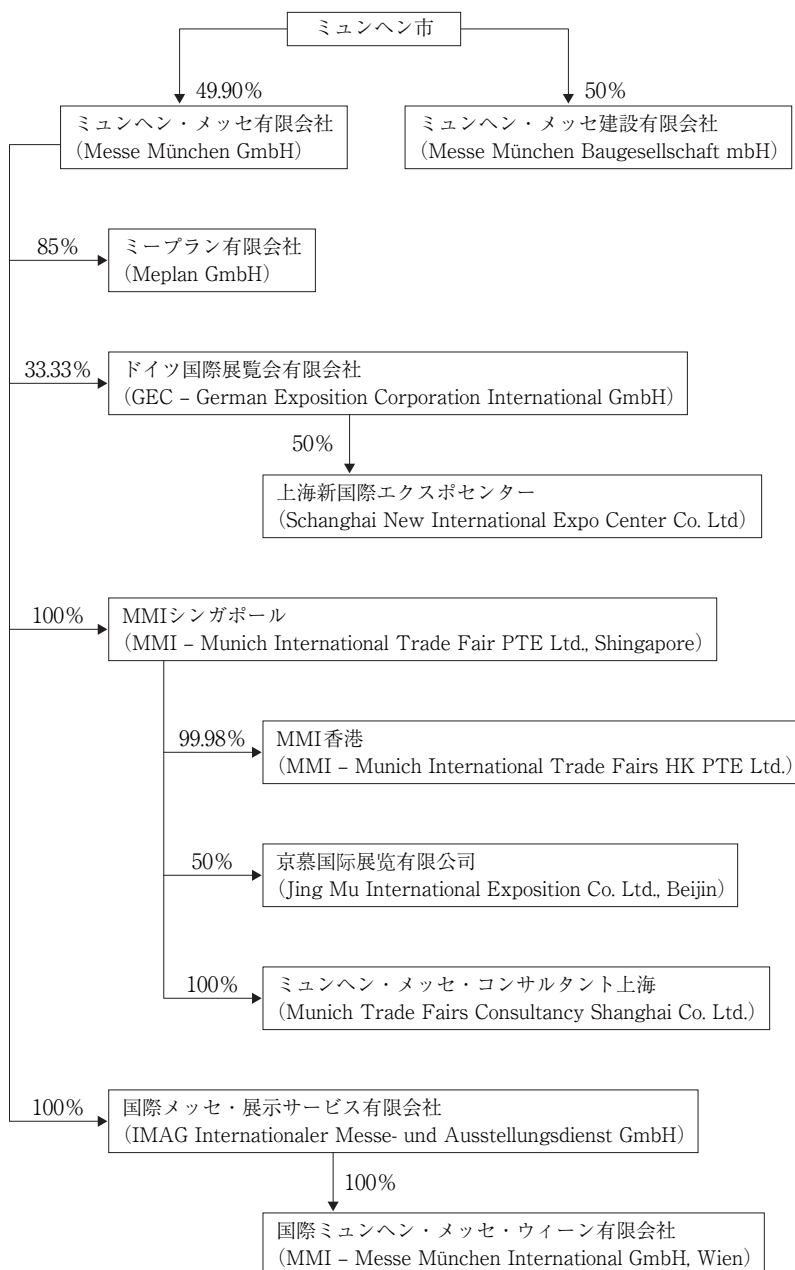 ミュンヘン市
49.90%
50%
ミュンヘン・メッセ有限会社
(Messe München GmbH)
ミュンヘン・メッセ建設有限会社
(Messe München Baugesellschaft mbH)
85%
ミープラン有限会社
(Meplan GmbH)
33.33%
ドイツ国際展覧会有限会社
(GEC – German Exposition Corporation International GmbH)
50%
上海新国際エクスポセンター
(Schanghai New International Expo Center Co. Ltd)
100%
MMIシンガポール
(MMI – Munich International Trade Fair PTE Ltd., Shingapore)
99.98%
MMI香港
(MMI – Munich International Trade Fairs HK PTE Ltd.)
50%
京慕国际展览有限公司
(Jing Mu International Exposition Co. Ltd., Beijin)
100%
ミュンヘン・メッセ・コンサルタント上海
(Munich Trade Fairs Consultancy Shanghai Co. Ltd.)
100%
国際メッセ・展示サービス有限会社
(IMAG Internationaler Messe- und Ausstellungsdienst GmbH)
100%
国際ミュンヘン・メッセ・ウィーン有限会社
(MMI – Messe München International GmbH, Wien)